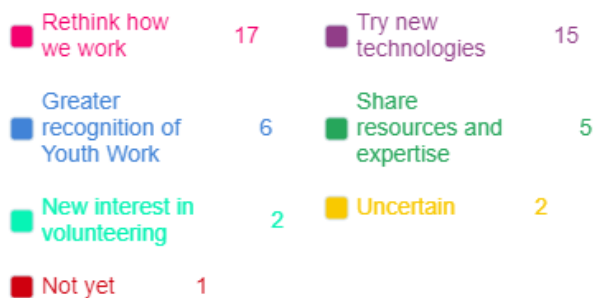 Rethink how
we work 17
Try new
technologies 15
Greater
recognition of
Youth Work 6
Share
resources and
expertise 5
New interest in
volunteering 2
Uncertain 2
Not yet 1